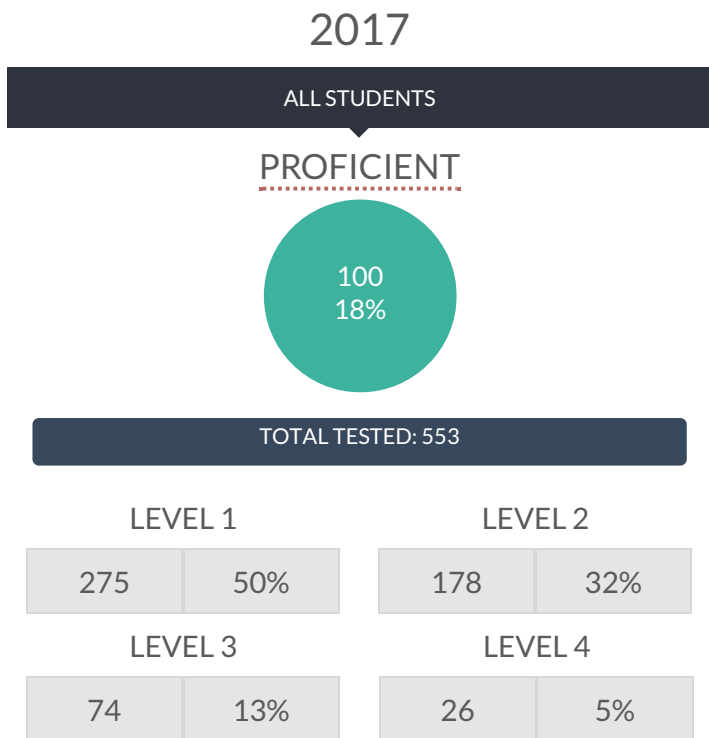 2017
ALL STUDENTS
PROFICIENT
100
18%
TOTAL TESTED: 553
LEVEL 1 LEVEL 2
275 50% 178 32%
LEVEL 3 LEVEL 4
74 13% 26 5%